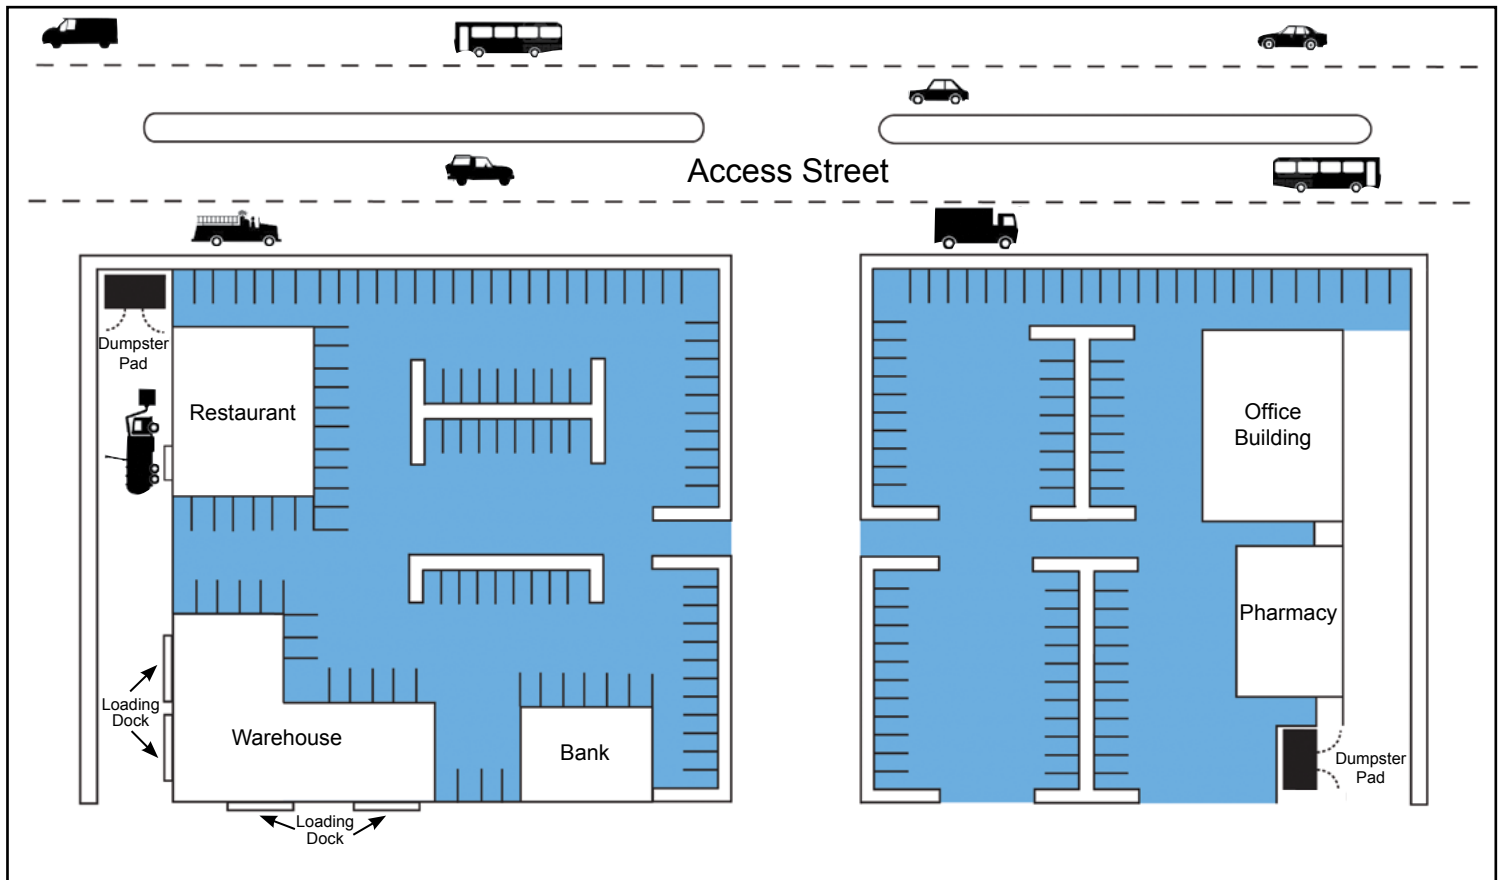 Access Street
Dumpster
Pad
Restaurant
Office
Building
Pharmacy
Loading
Dock
Warehouse
Bank
Dumpster
Pad
Loading
Dock